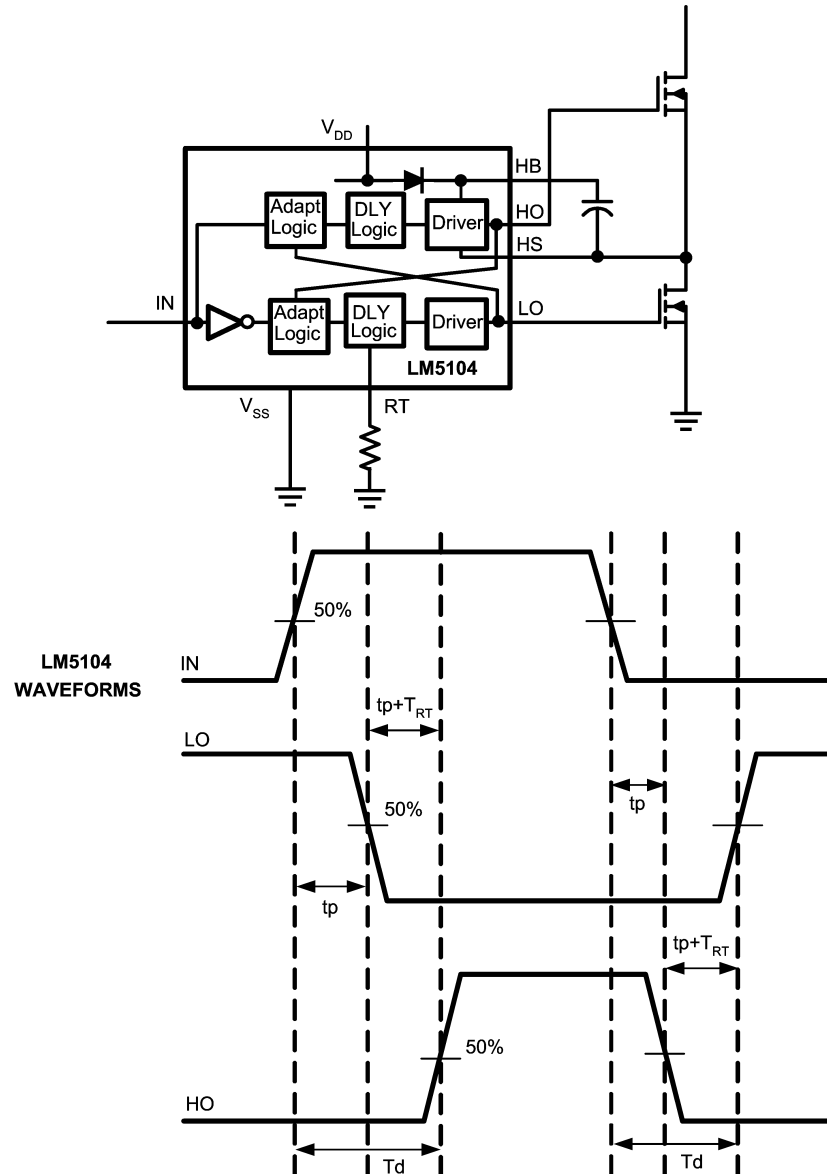 V_DD
HB
Adapt
Logic
DLY
Logic
Driver
HO
HS
IN
Adapt
Logic
DLY
Logic
Driver
LO
LM5104
V_SS
RT
50%
LM5104
WAVEFORMS
IN
tp+T_RT
LO
50%
tp
tp
tp+T_RT
50%
HO
Td
Td